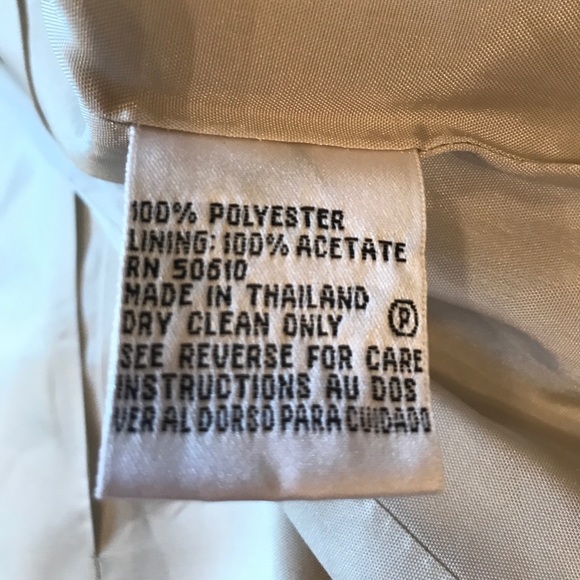 100% POLYESTER
LINING: 100% ACETATE
RN 50610
MADE IN THAILAND
DRY CLEAN ONLY Ⓟ
SEE REVERSE FOR CARE
INSTRUCTIONS AU DOS
VER AL DORSO PARA CUIDADO